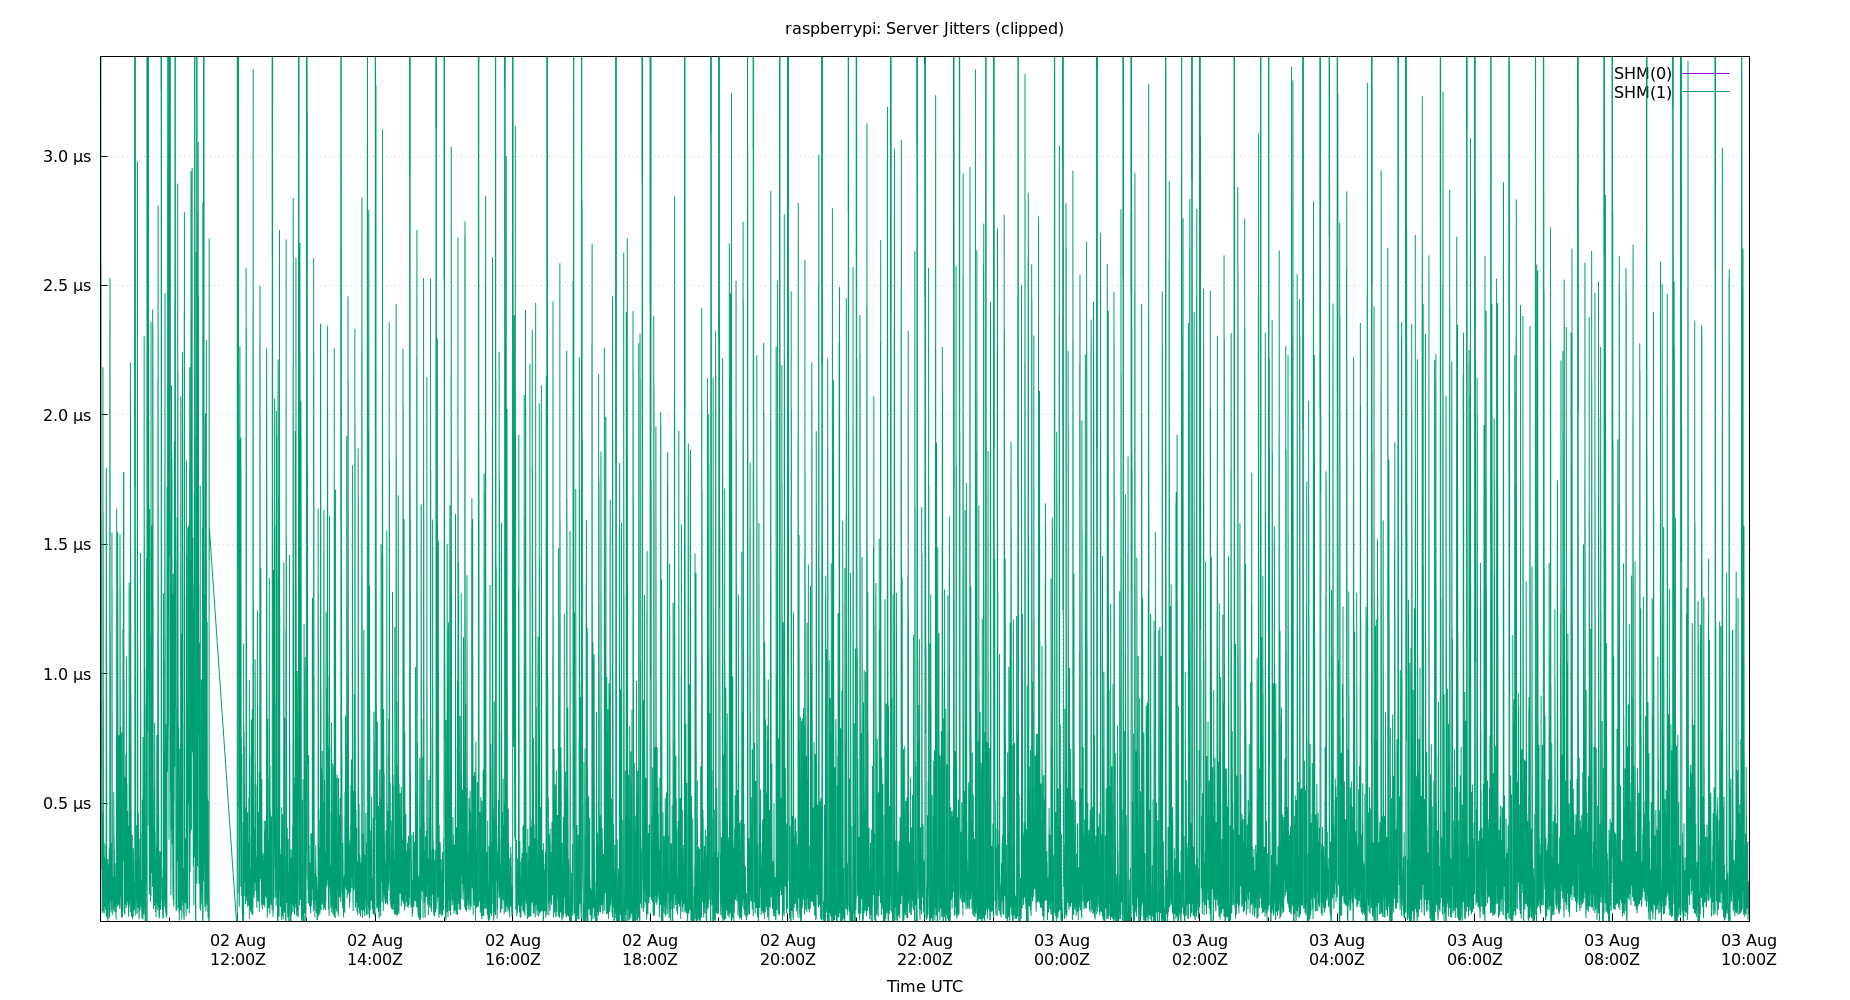 raspberrypi: Server Jitters (clipped)
SHM(0)
SHM(1)
3.0 µs
2.5 µs
2.0 µs
1.5 µs
1.0 µs
0.5 µs
02 Aug 02 Aug 02 Aug 02 Aug 02 Aug 02 Aug 03 Aug 03 Aug 03 Aug 03 Aug 03 Aug 03 Aug
12:00Z 14:00Z 16:00Z 18:00Z 20:00Z 22:00Z 00:00Z 02:00Z 04:00Z 06:00Z 08:00Z 10:00Z
Time UTC